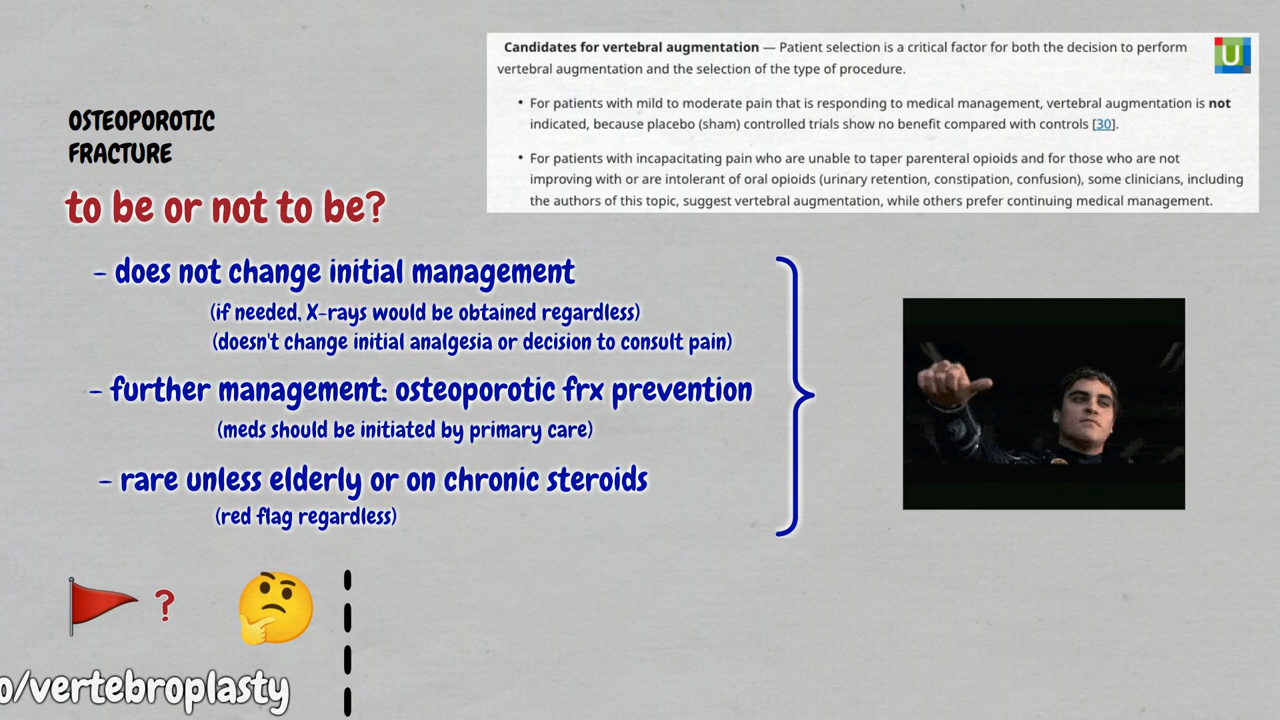 Candidates for vertebral augmentation — Patient selection is a critical factor for both the decision to perform
vertebral augmentation and the selection of the type of procedure.
• For patients with mild to moderate pain that is responding to medical management, vertebral augmentation is not
indicated, because placebo (sham) controlled trials show no benefit compared with controls [30].
• For patients with incapacitating pain who are unable to taper parenteral opioids and for those who are not
improving with or are intolerant of oral opioids (urinary retention, constipation, confusion), some clinicians, including
the authors of this topic, suggest vertebral augmentation, while others prefer continuing medical management.
U
OSTEOPOROTIC
FRACTURE
to be or not to be?
- does not change initial management
(if needed, X-rays would be obtained regardless)
(doesn't change initial analgesia or decision to consult pain)
- further management: osteoporotic frx prevention
(meds should be initiated by primary care)
- rare unless elderly or on chronic steroids
(red flag regardless)
?
o/vertebroplasty